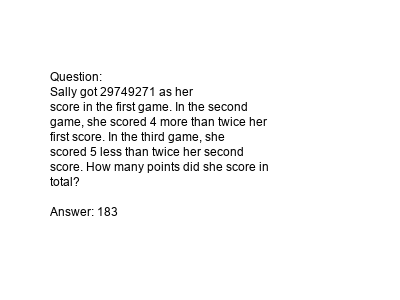 Question:
Sally got 29749271 as her
score in the first game. In the second
game, she scored 4 more than twice her
first score. In the third game, she
scored 5 less than twice her second
score. How many points did she score in
total?
Answer: 183